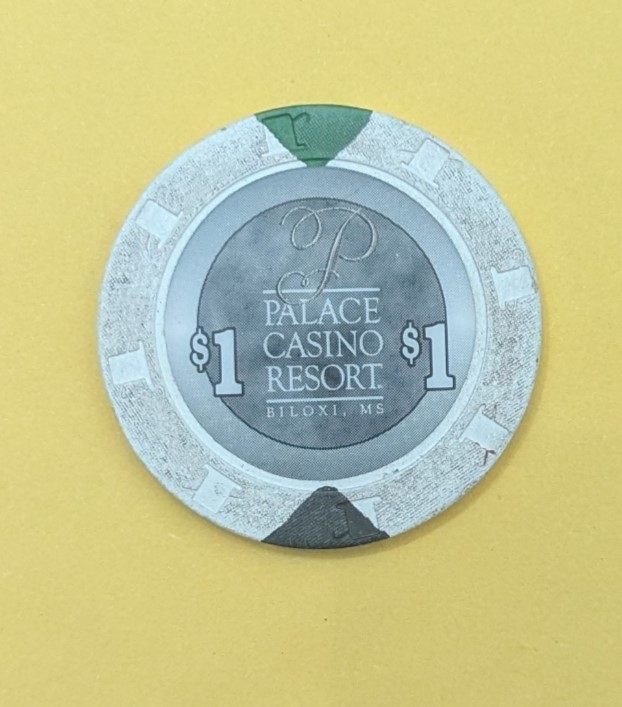 P
PALACE
CASINO
RESORT
BILOXI, MS
$1
$1